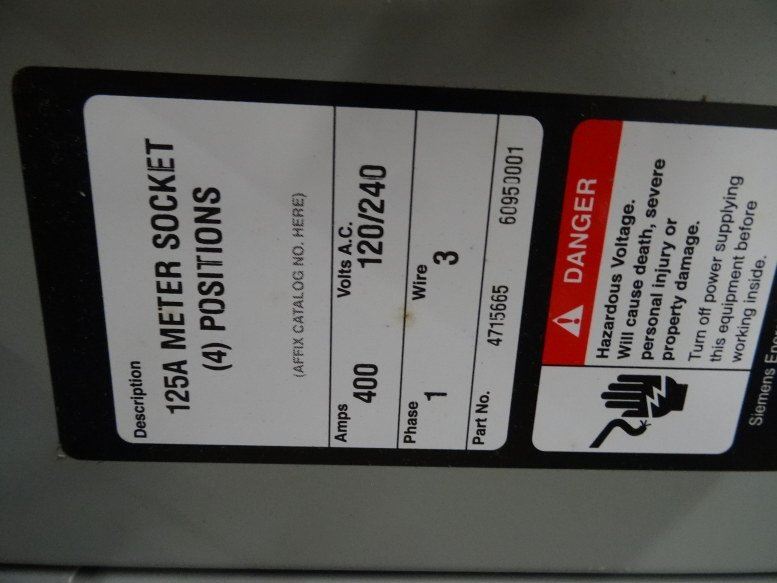 Description
125A METER SOCKET
(4) POSITIONS
(AFFIX CATALOG NO. HERE)
Amps 400 Volts A.C. 120/240
Phase 1 Wire 3
Part No. 4715665 60950001
DANGER
Hazardous Voltage.
Will cause death, severe
personal injury or
property damage.
Turn off power supplying
this equipment before
working inside.
Siemens